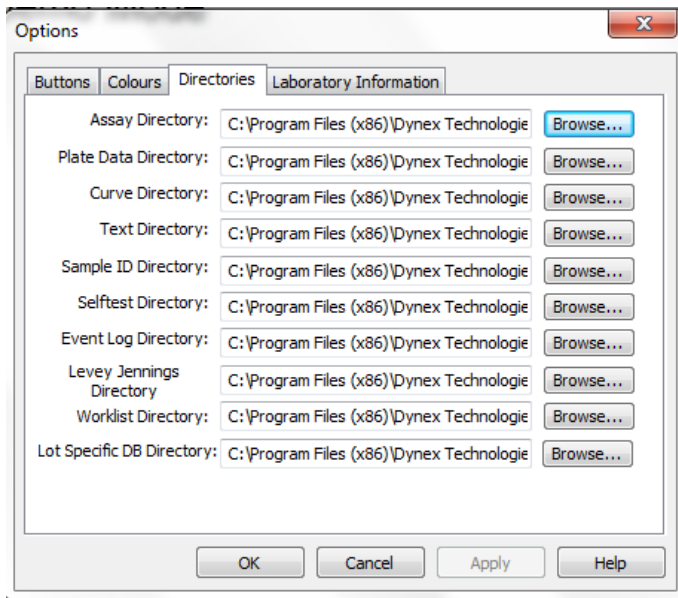 Options
Buttons Colours Directories Laboratory Information
Assay Directory: C:\Program Files (x86)\Dynex Technologie Browse...
Plate Data Directory: C:\Program Files (x86)\Dynex Technologie Browse...
Curve Directory: C:\Program Files (x86)\Dynex Technologie Browse...
Text Directory: C:\Program Files (x86)\Dynex Technologie Browse...
Sample ID Directory: C:\Program Files (x86)\Dynex Technologie Browse...
Selftest Directory: C:\Program Files (x86)\Dynex Technologie Browse...
Event Log Directory: C:\Program Files (x86)\Dynex Technologie Browse...
Levey Jennings
Directory C:\Program Files (x86)\Dynex Technologie Browse...
Worklist Directory: C:\Program Files (x86)\Dynex Technologie Browse...
Lot Specific DB Directory: C:\Program Files (x86)\Dynex Technologie Browse...
OK Cancel Apply Help